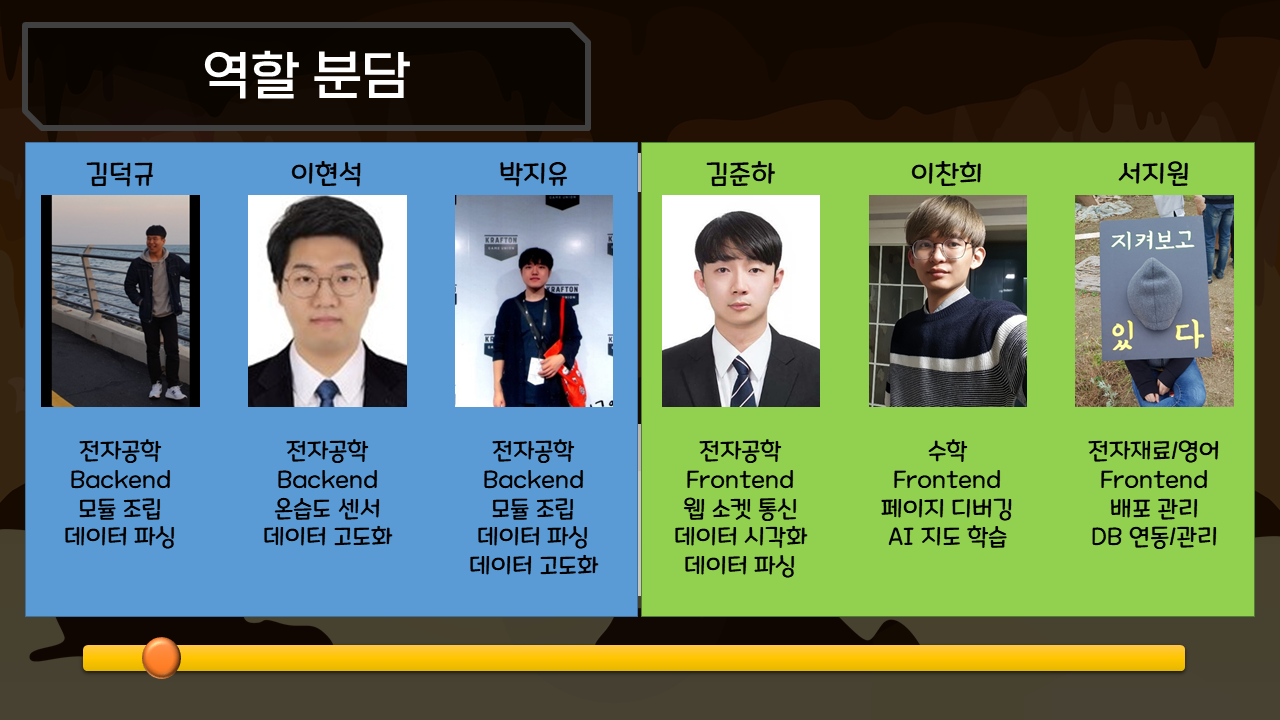 역할 분담
김덕규
이현석
박지유
김준하
이찬희
서지원
KRAFTON
GAME UNION
KRAFTON
지켜보고
있 다
전자공학
Backend
모듈 조립
데이터 파싱
전자공학
Backend
온습도 센서
데이터 고도화
전자공학
Backend
모듈 조립
데이터 파싱
데이터 고도화
전자공학
Frontend
웹 소켓 통신
데이터 시각화
데이터 파싱
수학
Frontend
페이지 디버깅
AI 지도 학습
전자재료/영어
Frontend
배포 관리
DB 연동/관리